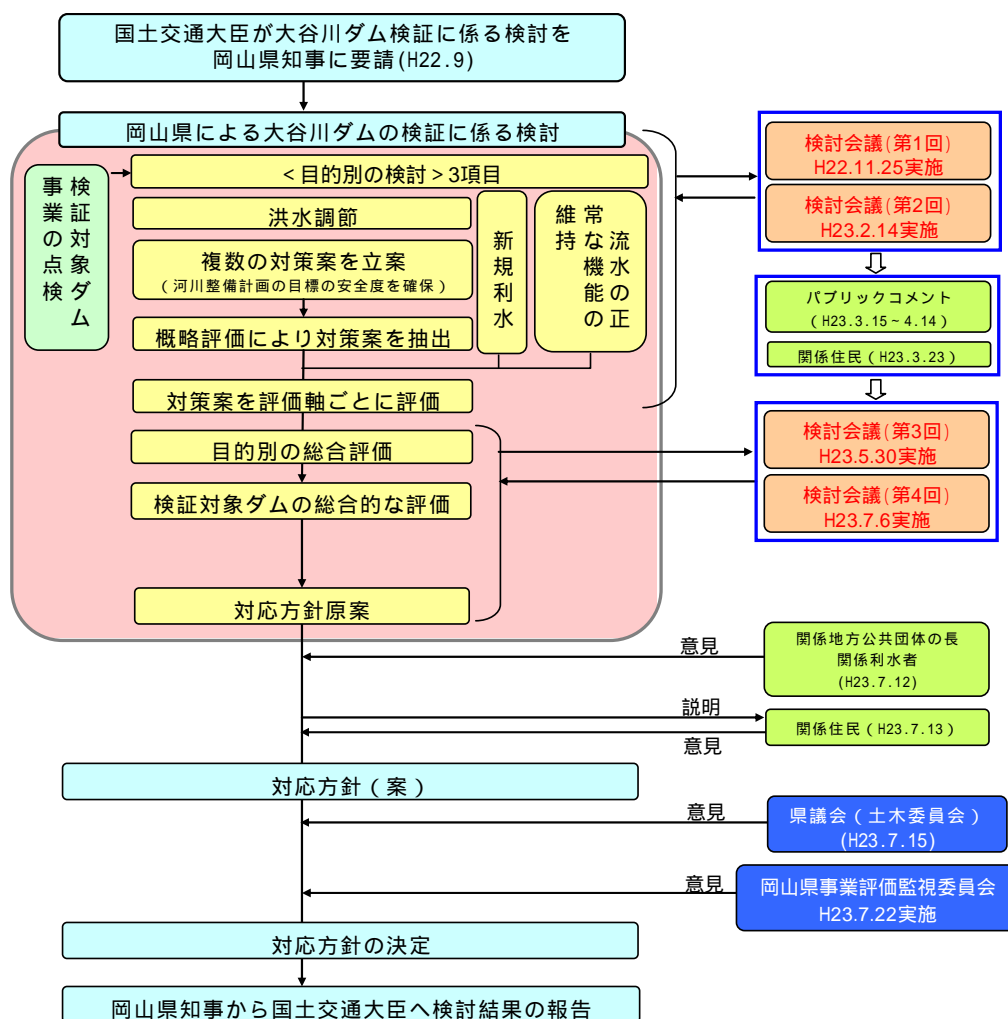 国土交通大臣が大谷川ダム検証に係る検討を
岡山県知事に要請(H22.9)
岡山県による大谷川ダムの検証に係る検討
検証対象ダム
事業の点検
<目的別の検討>3項目
洪水調節
複数の対策案を立案
(河川整備計画の目標の安全度を確保)
概略評価により対策案を抽出
新規利水
流水の正
常な機能の
維持
対策案を評価軸ごとに評価
目的別の総合評価
検証対象ダムの総合的な評価
対応方針原案
検討会議(第1回)
H22.11.25実施
検討会議(第2回)
H23.2.14実施
パブリックコメント
(H23.3.15~4.14)
関係住民(H23.3.23)
検討会議(第3回)
H23.5.30実施
検討会議(第4回)
H23.7.6実施
意見
関係地方公共団体の長
関係利水者
(H23.7.12)
説明
関係住民(H23.7.13)
意見
対応方針(案)
意見
県議会(土木委員会)
(H23.7.15)
意見
岡山県事業評価監視委員会
H23.7.22実施
対応方針の決定
岡山県知事から国土交通大臣へ検討結果の報告